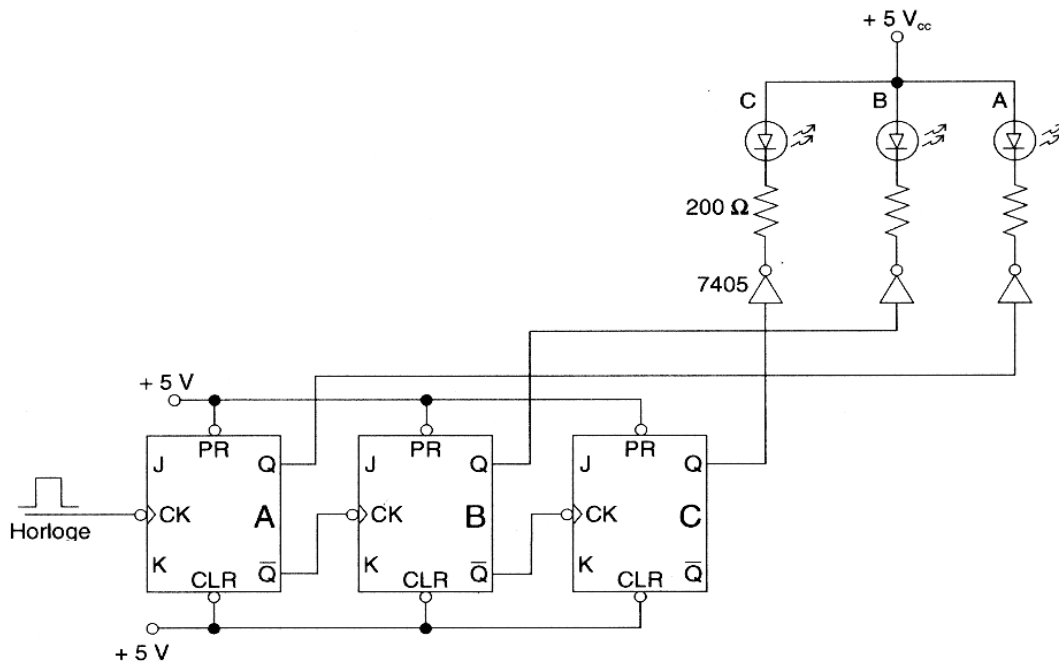 + 5 Vcc
C B A
200 Ω
7405
+ 5 V
PR PR PR
J Q J Q J Q
CK A CK B CK C
Horloge
K Q̅ K Q̅ K Q̅
CLR CLR CLR
+ 5 V